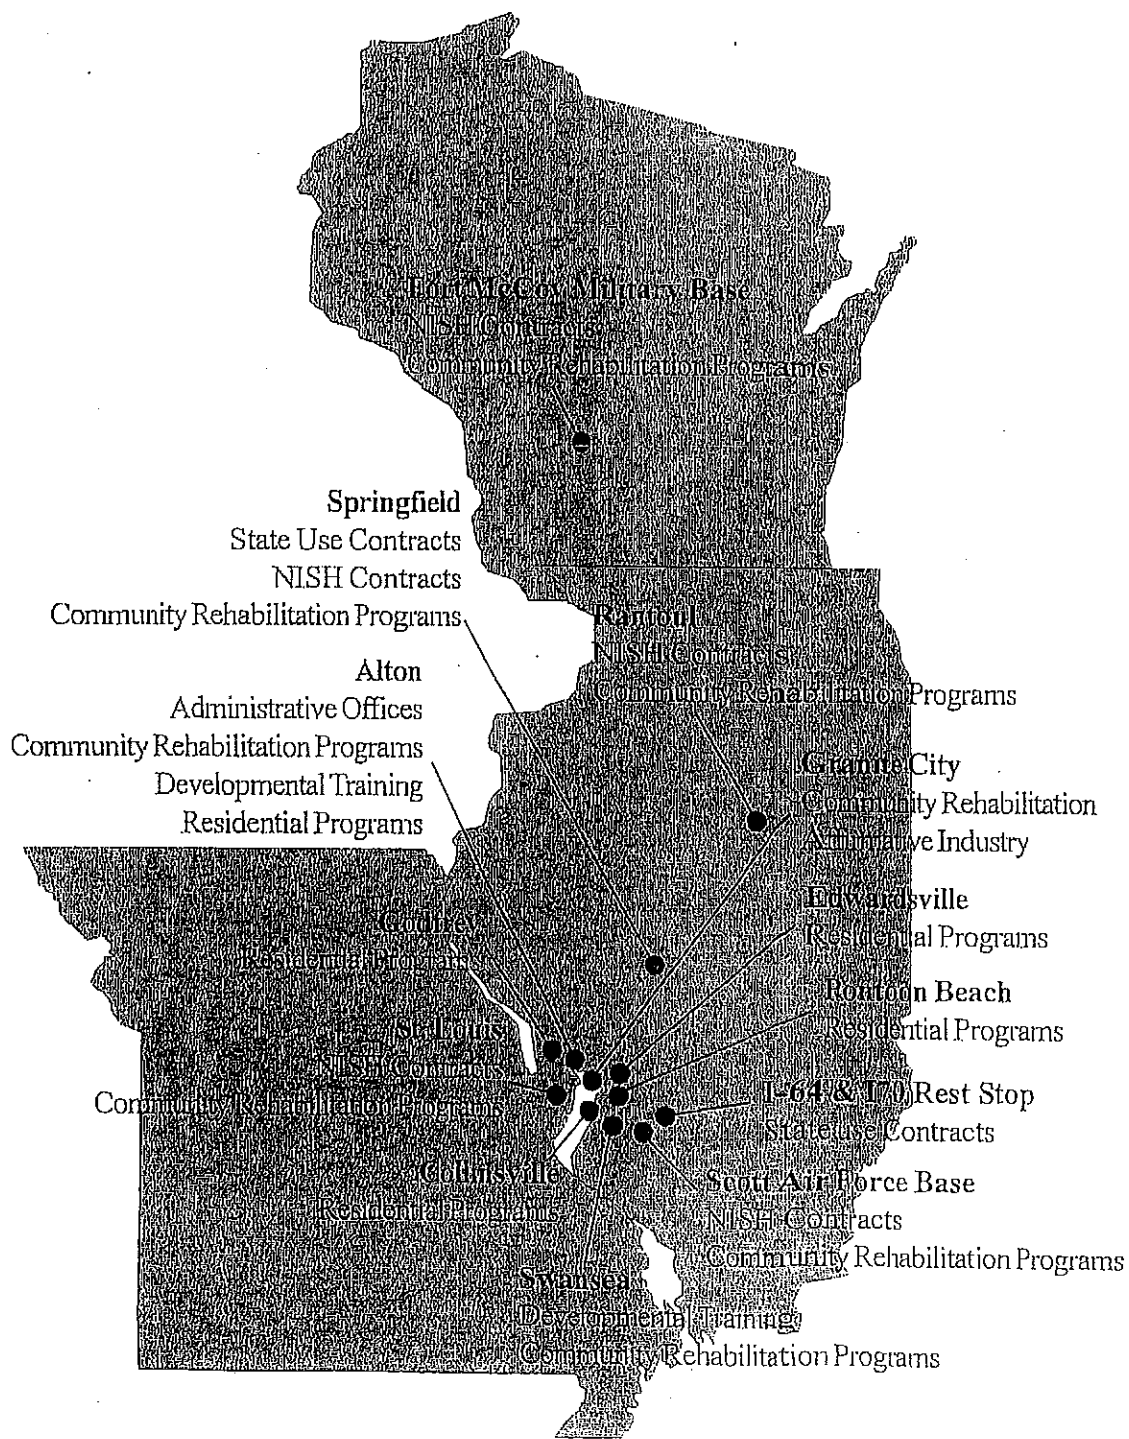 Fort McCoy Military Base
NISH Contracts
Community Rehabilitation Programs
Springfield
State Use Contracts
NISH Contracts
Community Rehabilitation Programs
Rantoul
NISH Contracts
Community Rehabilitation Programs
Alton
Administrative Offices
Community Rehabilitation Programs
Developmental Training
Residential Programs
Granite City
Community Rehabilitation
Affirmative Industry
Edwardsville
Residential Programs
Godfrey
Residential Programs
Pontoon Beach
Residential Programs
St. Louis
NISH Contracts
Community Rehabilitation Programs
I-64 & I70 Rest Stop
State use Contracts
Collinsville
Residential Programs
Scott Air Force Base
NISH Contracts
Community Rehabilitation Programs
Swansea
Developmental Training
Community Rehabilitation Programs